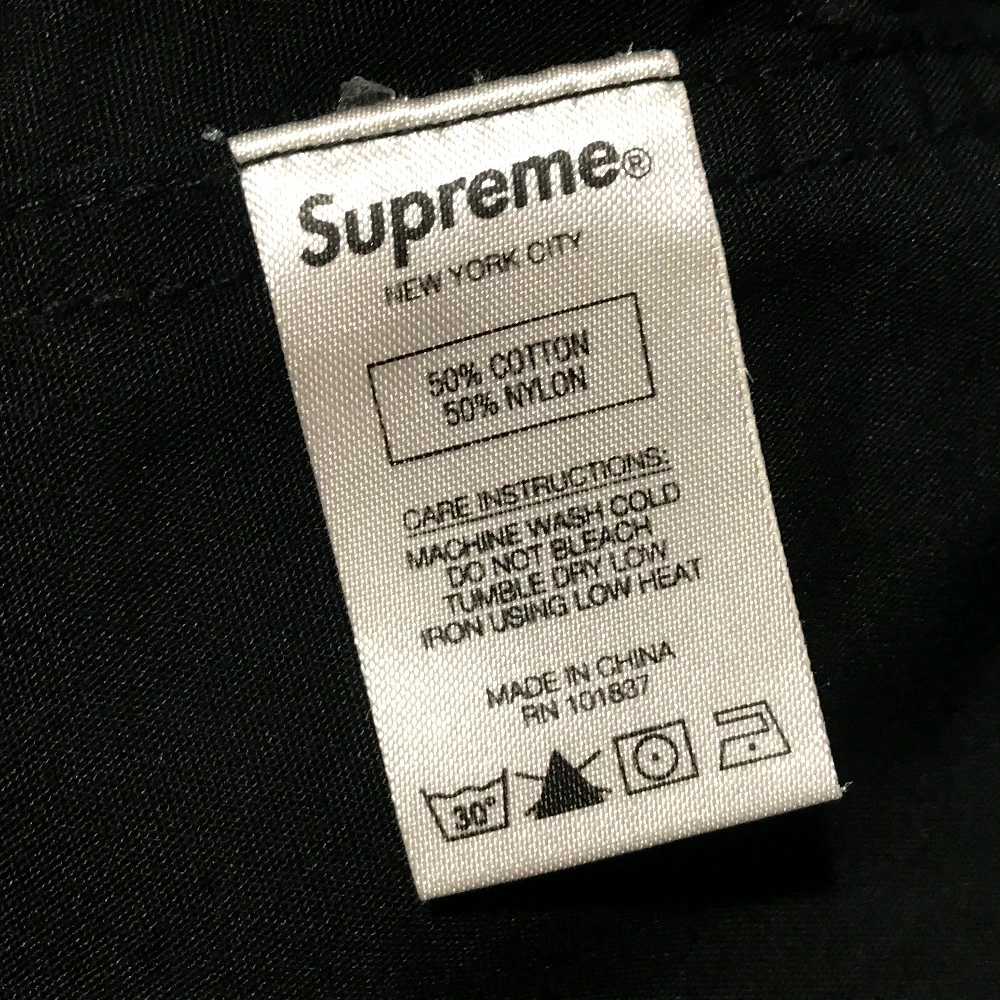 Supreme®
NEW YORK CITY
50% COTTON
50% NYLON
CARE INSTRUCTIONS:
MACHINE WASH COLD
DO NOT BLEACH
TUMBLE DRY LOW
IRON USING LOW HEAT
MADE IN CHINA
RN 101837
30°